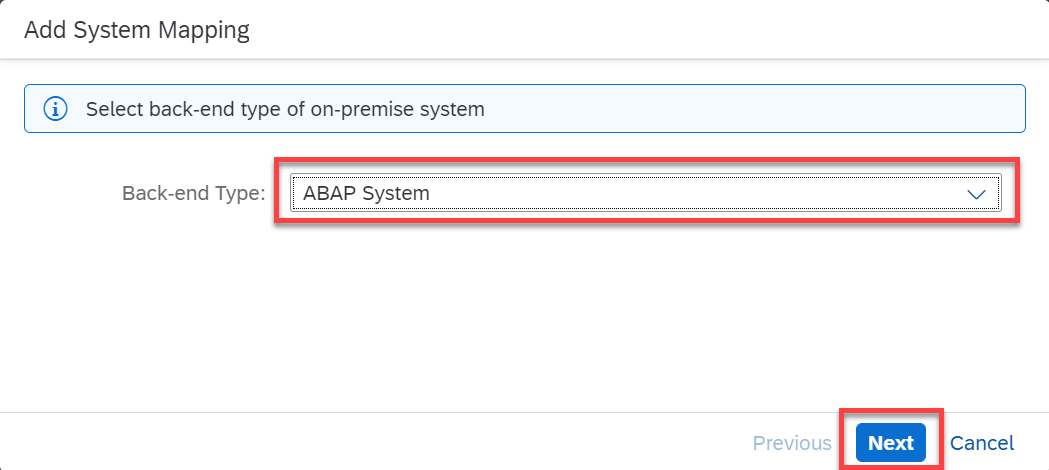 Add System Mapping
Select back-end type of on-premise system
Back-end Type: ABAP System
Previous Next Cancel